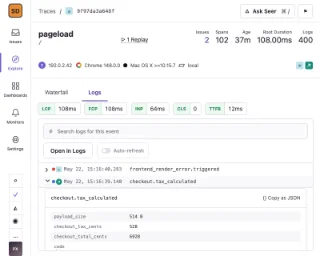 SD
Traces / 9f97da3a648f
Ask Seer ⌘ /
Issues
pageload
/
▷ 1 Replay
Issues Spans Age Root Duration Logs
2 102 37m 108.00ms 400
Explore
192.0.2.42 Chrome 148.0.0 Mac OS X >=10.15.7 local
Dashboards
Waterfall Logs
LCP 108ms FCP 108ms INP 64ms CLS 0 TTFB 12ms
Monitors
Search logs for this event
Settings
Open in Logs Auto-refresh
May 22, 15:16:40.263 frontend_render_error.triggered
May 22, 15:16:39.140 checkout.tax_calculated
checkout.tax_calculated Copy as JSON
payload_size 514 B
checkout_tax_cents 520
checkout_total_cents 6920
code